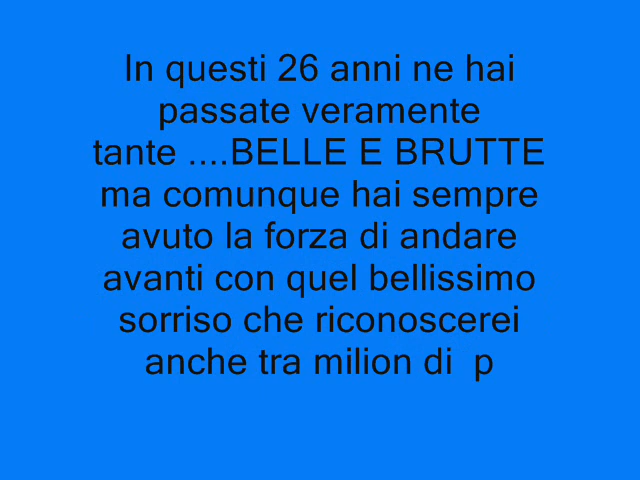 In questi 26 anni ne hai
passate veramente
tante ....BELLE E BRUTTE
ma comunque hai sempre
avuto la forza di andare
avanti con quel bellissimo
sorriso che riconoscerei
anche tra milion di  p